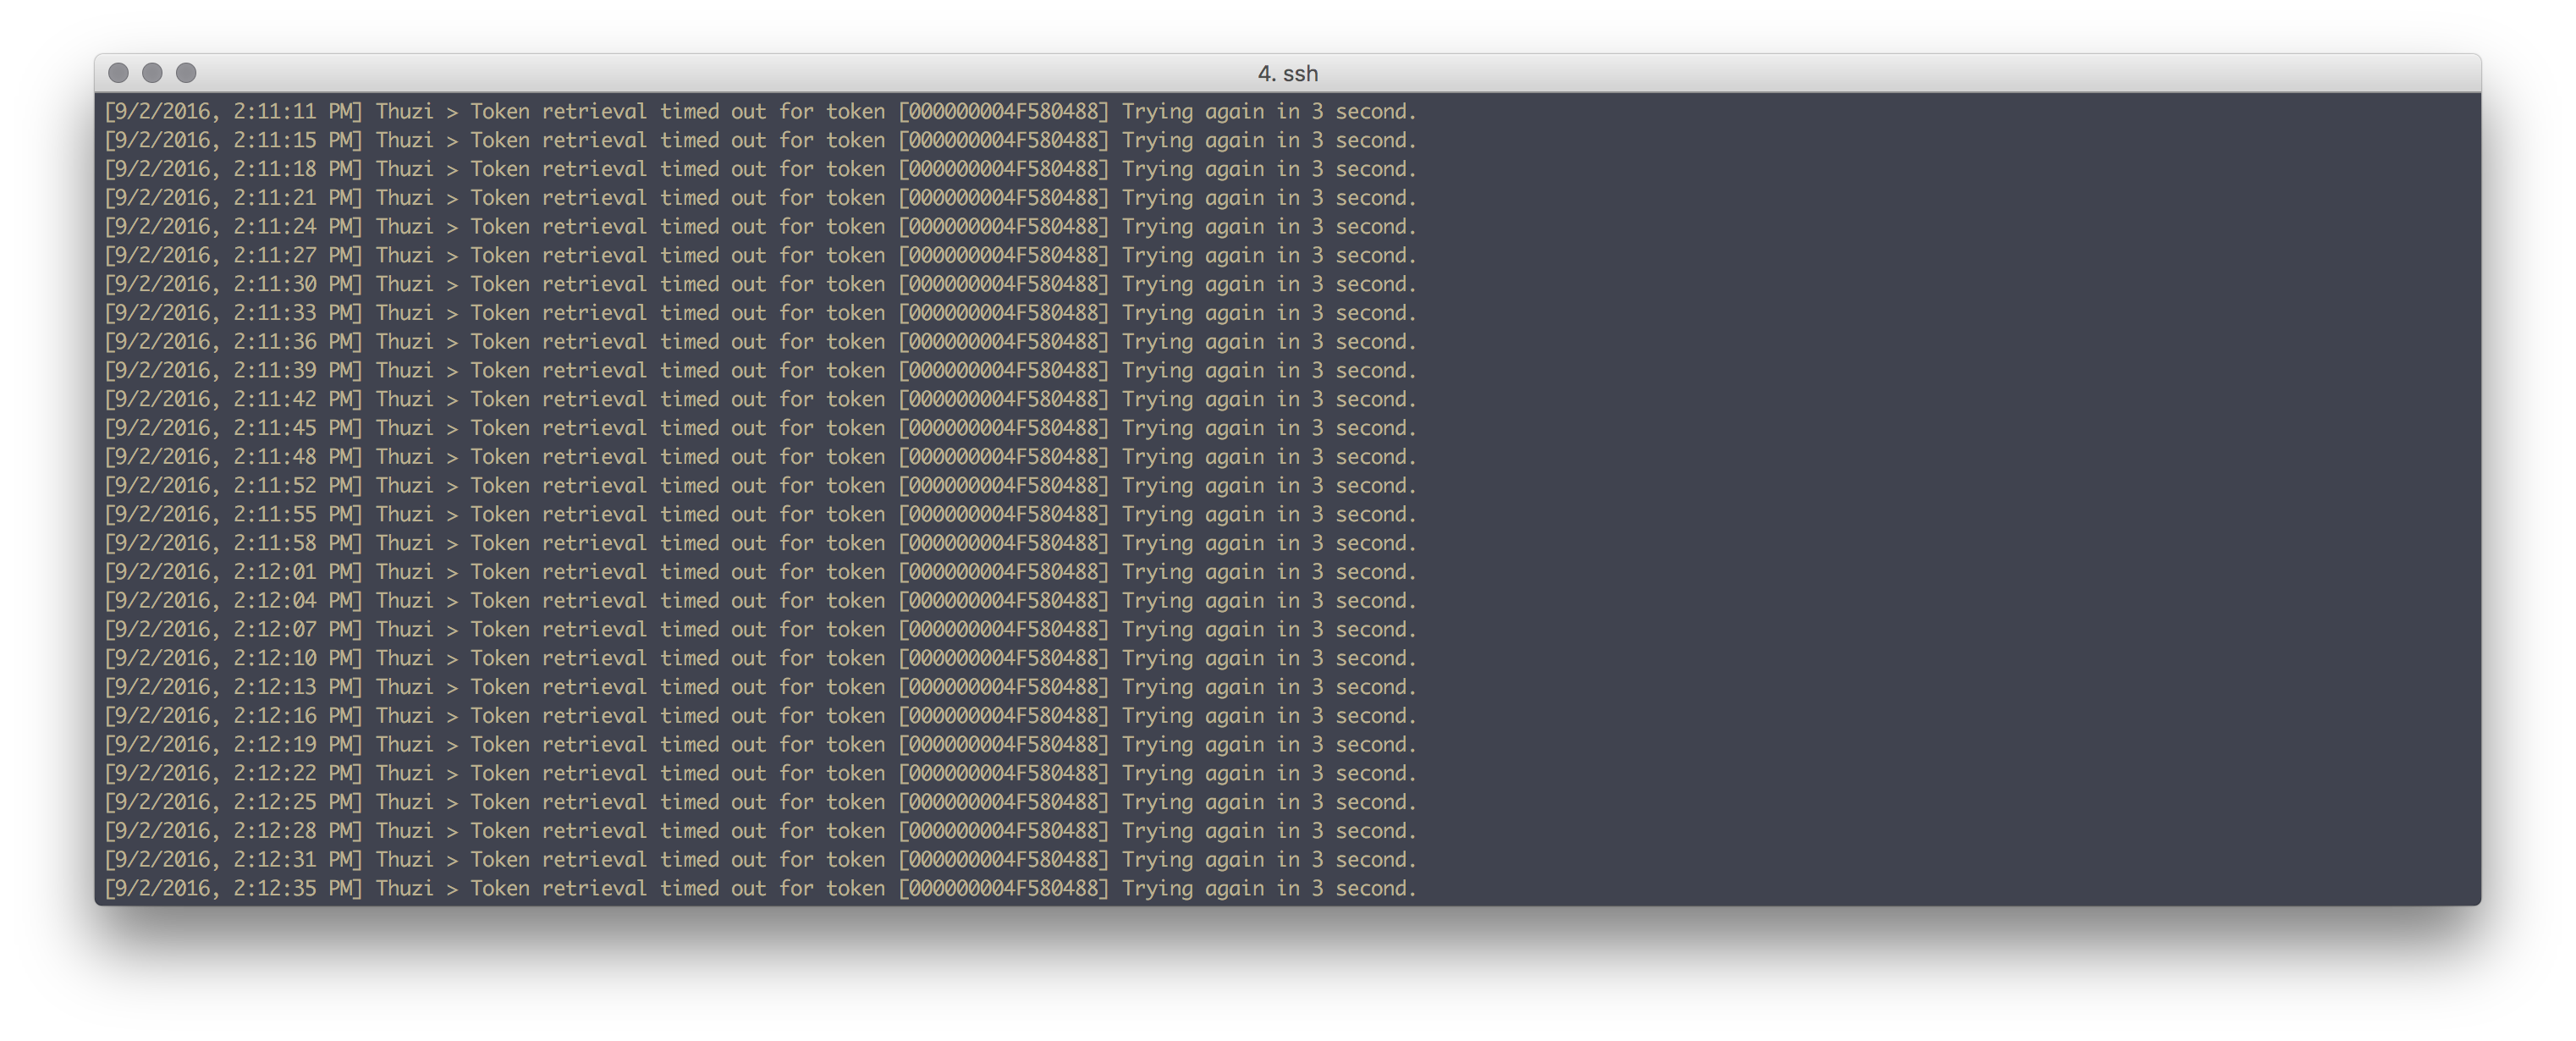 4. ssh
[9/2/2016, 2:11:11 PM] Thuzi > Token retrieval timed out for token [000000004F580488] Trying again in 3 second.
[9/2/2016, 2:11:15 PM] Thuzi > Token retrieval timed out for token [000000004F580488] Trying again in 3 second.
[9/2/2016, 2:11:18 PM] Thuzi > Token retrieval timed out for token [000000004F580488] Trying again in 3 second.
[9/2/2016, 2:11:21 PM] Thuzi > Token retrieval timed out for token [000000004F580488] Trying again in 3 second.
[9/2/2016, 2:11:24 PM] Thuzi > Token retrieval timed out for token [000000004F580488] Trying again in 3 second.
[9/2/2016, 2:11:27 PM] Thuzi > Token retrieval timed out for token [000000004F580488] Trying again in 3 second.
[9/2/2016, 2:11:30 PM] Thuzi > Token retrieval timed out for token [000000004F580488] Trying again in 3 second.
[9/2/2016, 2:11:33 PM] Thuzi > Token retrieval timed out for token [000000004F580488] Trying again in 3 second.
[9/2/2016, 2:11:36 PM] Thuzi > Token retrieval timed out for token [000000004F580488] Trying again in 3 second.
[9/2/2016, 2:11:39 PM] Thuzi > Token retrieval timed out for token [000000004F580488] Trying again in 3 second.
[9/2/2016, 2:11:42 PM] Thuzi > Token retrieval timed out for token [000000004F580488] Trying again in 3 second.
[9/2/2016, 2:11:45 PM] Thuzi > Token retrieval timed out for token [000000004F580488] Trying again in 3 second.
[9/2/2016, 2:11:48 PM] Thuzi > Token retrieval timed out for token [000000004F580488] Trying again in 3 second.
[9/2/2016, 2:11:52 PM] Thuzi > Token retrieval timed out for token [000000004F580488] Trying again in 3 second.
[9/2/2016, 2:11:55 PM] Thuzi > Token retrieval timed out for token [000000004F580488] Trying again in 3 second.
[9/2/2016, 2:11:58 PM] Thuzi > Token retrieval timed out for token [000000004F580488] Trying again in 3 second.
[9/2/2016, 2:12:01 PM] Thuzi > Token retrieval timed out for token [000000004F580488] Trying again in 3 second.
[9/2/2016, 2:12:04 PM] Thuzi > Token retrieval timed out for token [000000004F580488] Trying again in 3 second.
[9/2/2016, 2:12:07 PM] Thuzi > Token retrieval timed out for token [000000004F580488] Trying again in 3 second.
[9/2/2016, 2:12:10 PM] Thuzi > Token retrieval timed out for token [000000004F580488] Trying again in 3 second.
[9/2/2016, 2:12:13 PM] Thuzi > Token retrieval timed out for token [000000004F580488] Trying again in 3 second.
[9/2/2016, 2:12:16 PM] Thuzi > Token retrieval timed out for token [000000004F580488] Trying again in 3 second.
[9/2/2016, 2:12:19 PM] Thuzi > Token retrieval timed out for token [000000004F580488] Trying again in 3 second.
[9/2/2016, 2:12:22 PM] Thuzi > Token retrieval timed out for token [000000004F580488] Trying again in 3 second.
[9/2/2016, 2:12:25 PM] Thuzi > Token retrieval timed out for token [000000004F580488] Trying again in 3 second.
[9/2/2016, 2:12:28 PM] Thuzi > Token retrieval timed out for token [000000004F580488] Trying again in 3 second.
[9/2/2016, 2:12:31 PM] Thuzi > Token retrieval timed out for token [000000004F580488] Trying again in 3 second.
[9/2/2016, 2:12:35 PM] Thuzi > Token retrieval timed out for token [000000004F580488] Trying again in 3 second.